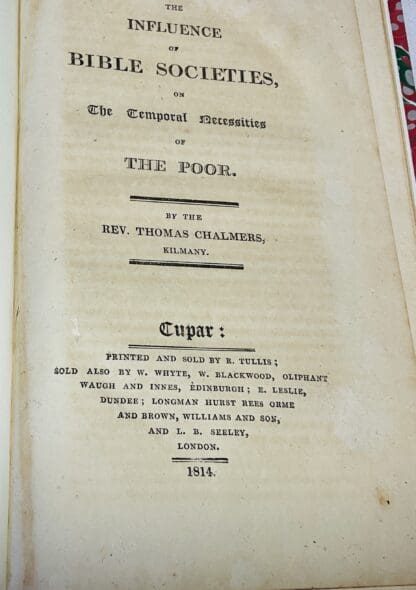 THE
INFLUENCE
OF
BIBLE SOCIETIES,
ON
The Temporal Necessities
OF
THE POOR.
BY THE
REV. THOMAS CHALMERS,
KILMANY.
Cupar:
PRINTED AND SOLD BY R. TULLIS;
SOLD ALSO BY W. WHYTE, W. BLACKWOOD, OLIPHANT
WAUGH AND INNES, EDINBURGH; E. LESLIE,
DUNDEE; LONGMAN HURST REES ORME
AND BROWN, WILLIAMS AND SON,
AND L. B. SEELEY,
LONDON.
1814.